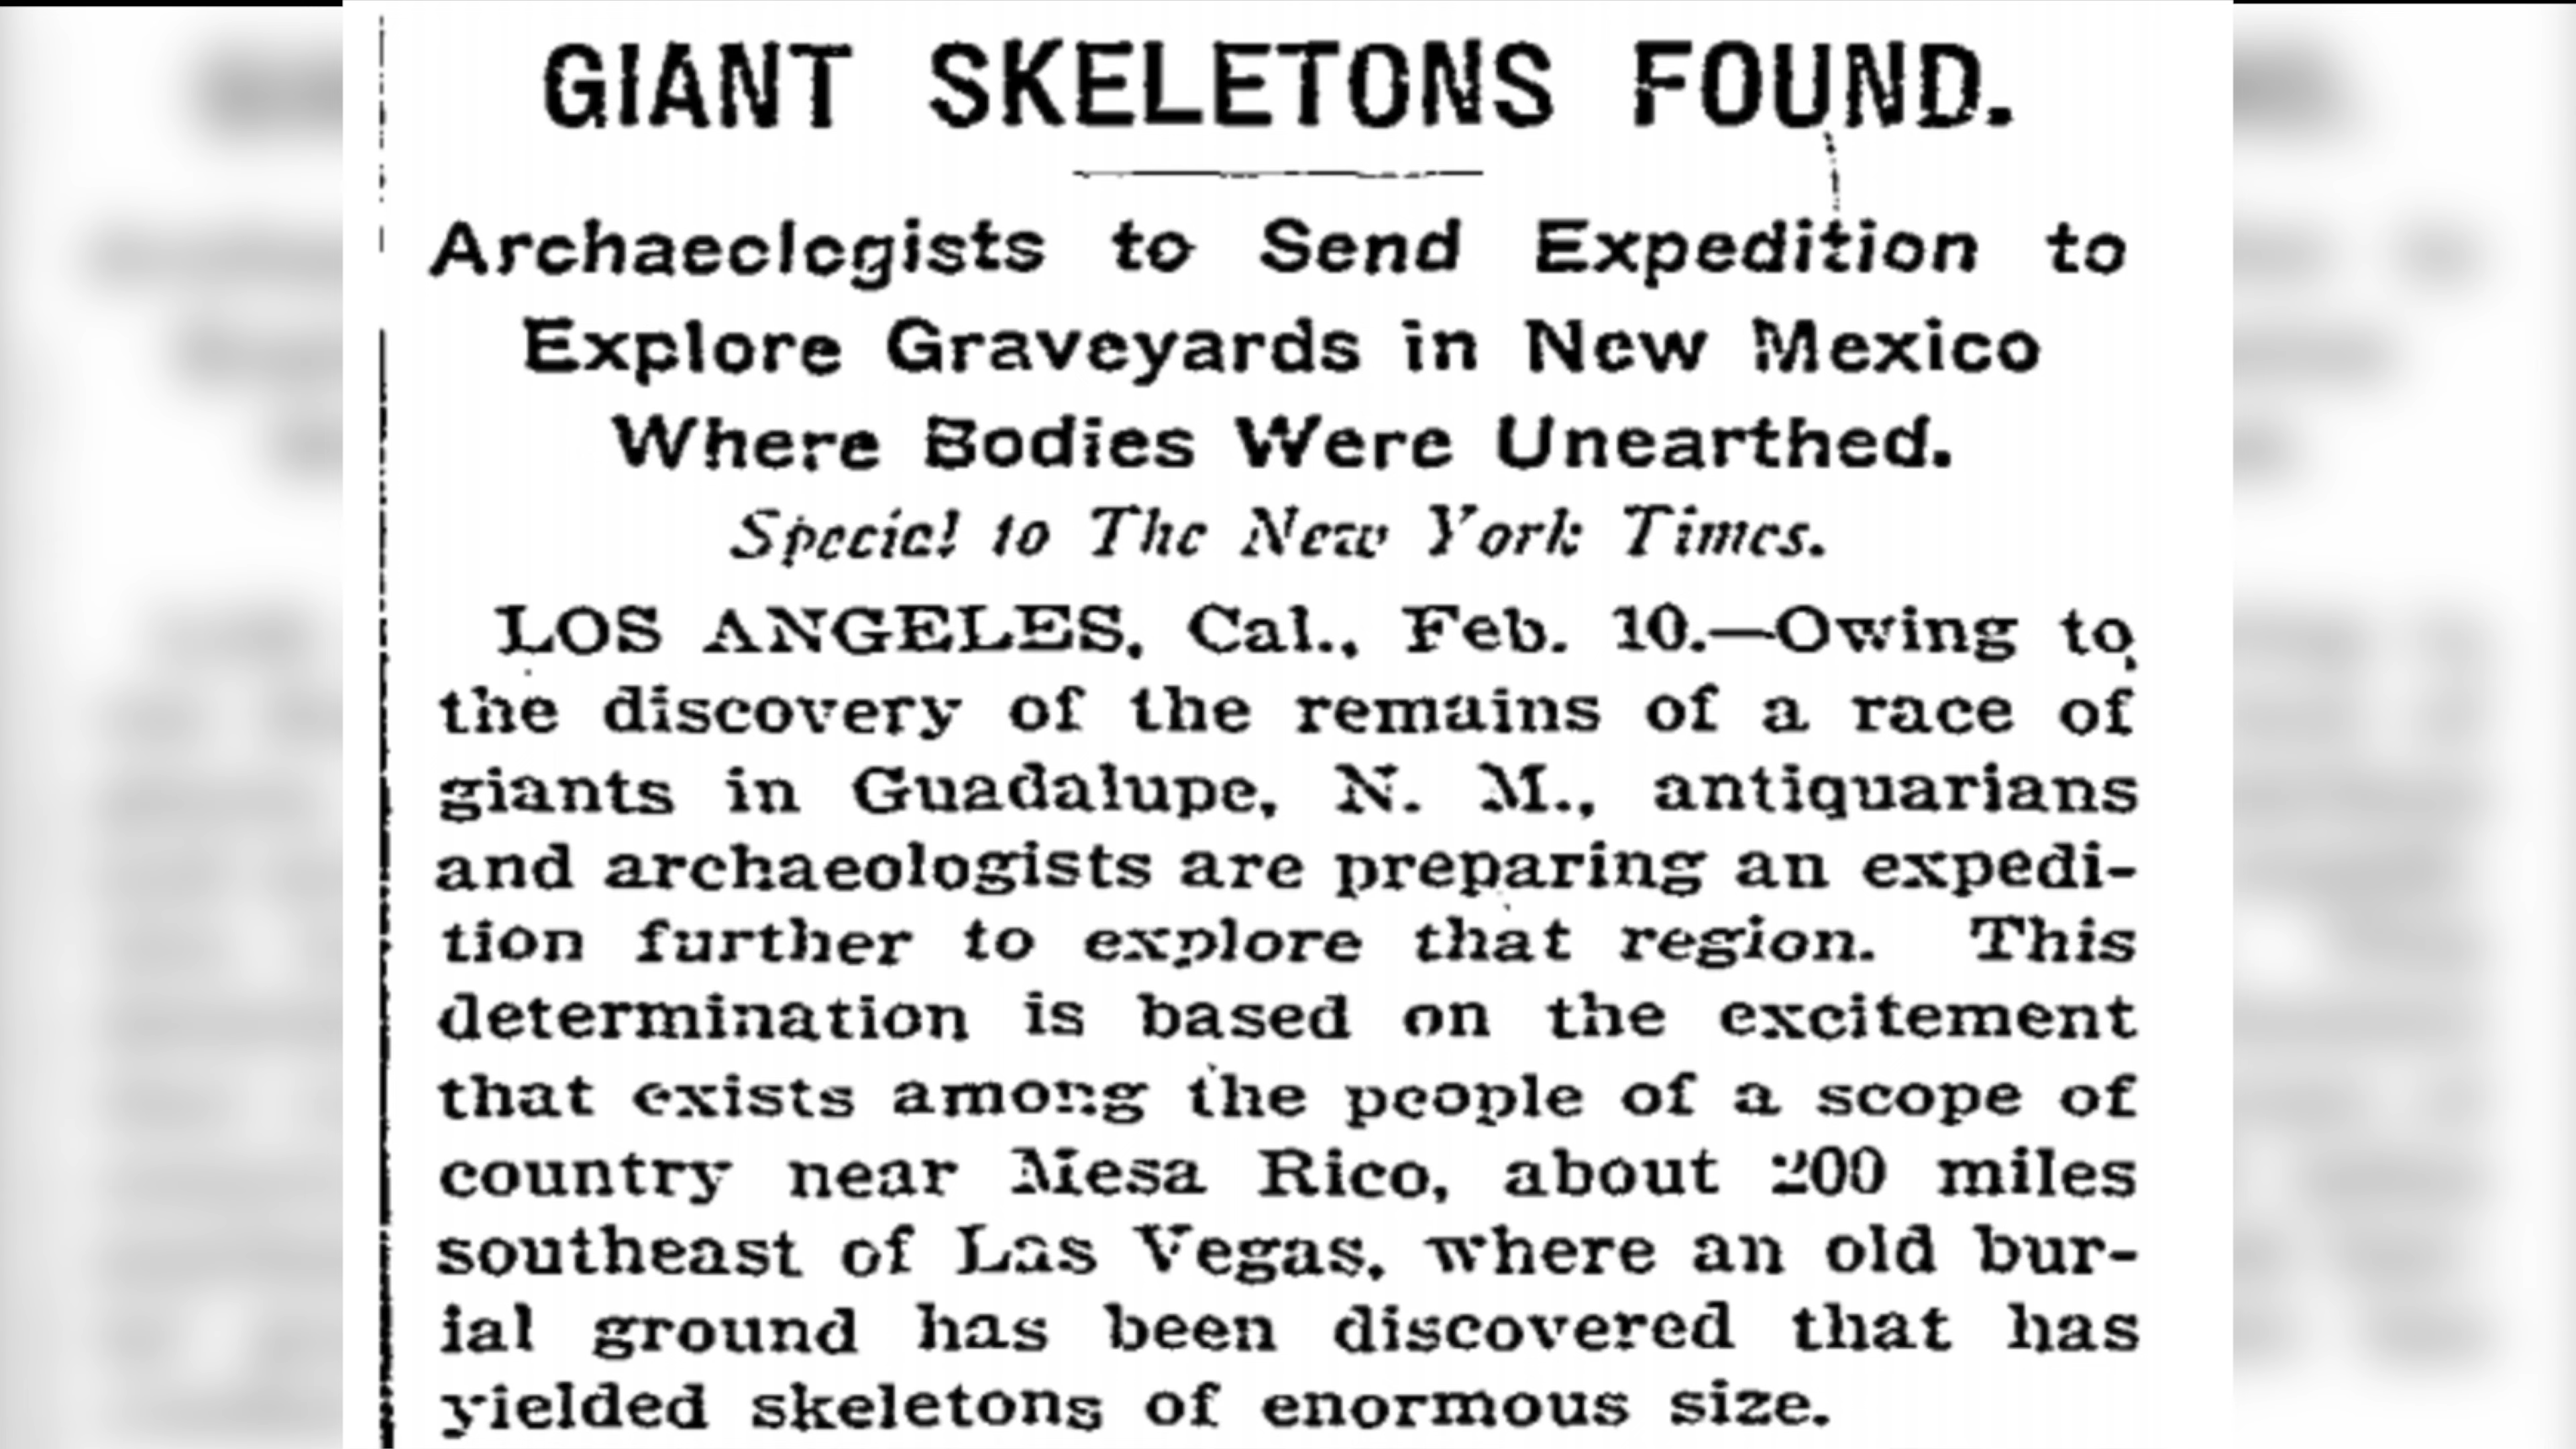 GIANT SKELETONS FOUND.
Archaeologists to Send Expedition to
Explore Graveyards in New Mexico
Where Bodies Were Unearthed.
Special to The New York Times.
LOS ANGELES, Cal., Feb. 10.—Owing to
the discovery of the remains of a race of
giants in Guadalupe, N. M., antiquarians
and archaeologists are preparing an expedi-
tion further to explore that region. This
determination is based on the excitement
that exists among the people of a scope of
country near Mesa Rico, about 200 miles
southeast of Las Vegas, where an old bur-
ial ground has been discovered that has
yielded skeletons of enormous size.